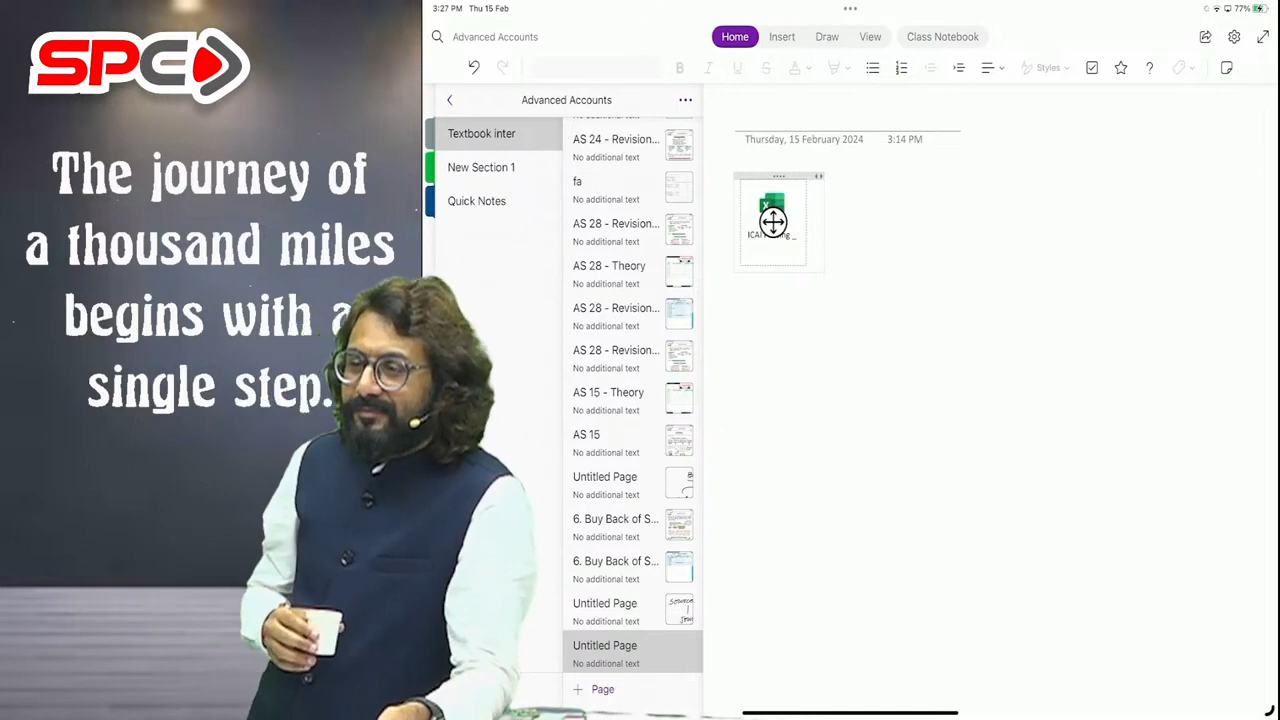 SPE
The journey of
a thousand miles
begins with a
single step.
3:27 PM Thu 15 Feb
77%
Advanced Accounts
Home Insert Draw View Class Notebook
Styles
Advanced Accounts
Textbook inter
New Section 1
Quick Notes
No additional text
AS 24 - Revision...
No additional text
fa
No additional text
AS 28 - Revision...
No additional text
AS 28 - Theory
No additional text
AS 28 - Revision...
No additional text
AS 28 - Revision...
No additional text
AS 15 - Theory
No additional text
AS 15
No additional text
Untitled Page
No additional text
6. Buy Back of S...
No additional text
6. Buy Back of S...
No additional text
Untitled Page
No additional text
Untitled Page
No additional text
Page
Thursday, 15 February 2024 3:14 PM